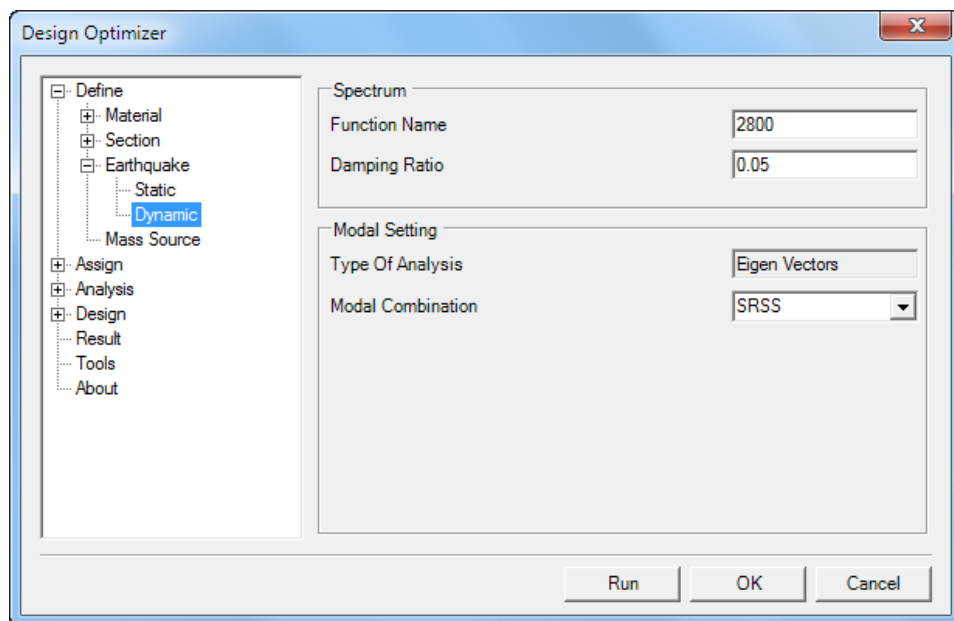 Design Optimizer
Define
Material
Section
Earthquake
Static
Dynamic
Mass Source
Assign
Analysis
Design
Result
Tools
About
Spectrum
Function Name 2800
Damping Ratio 0.05
Modal Setting
Type Of Analysis Eigen Vectors
Modal Combination SRSS
Run OK Cancel